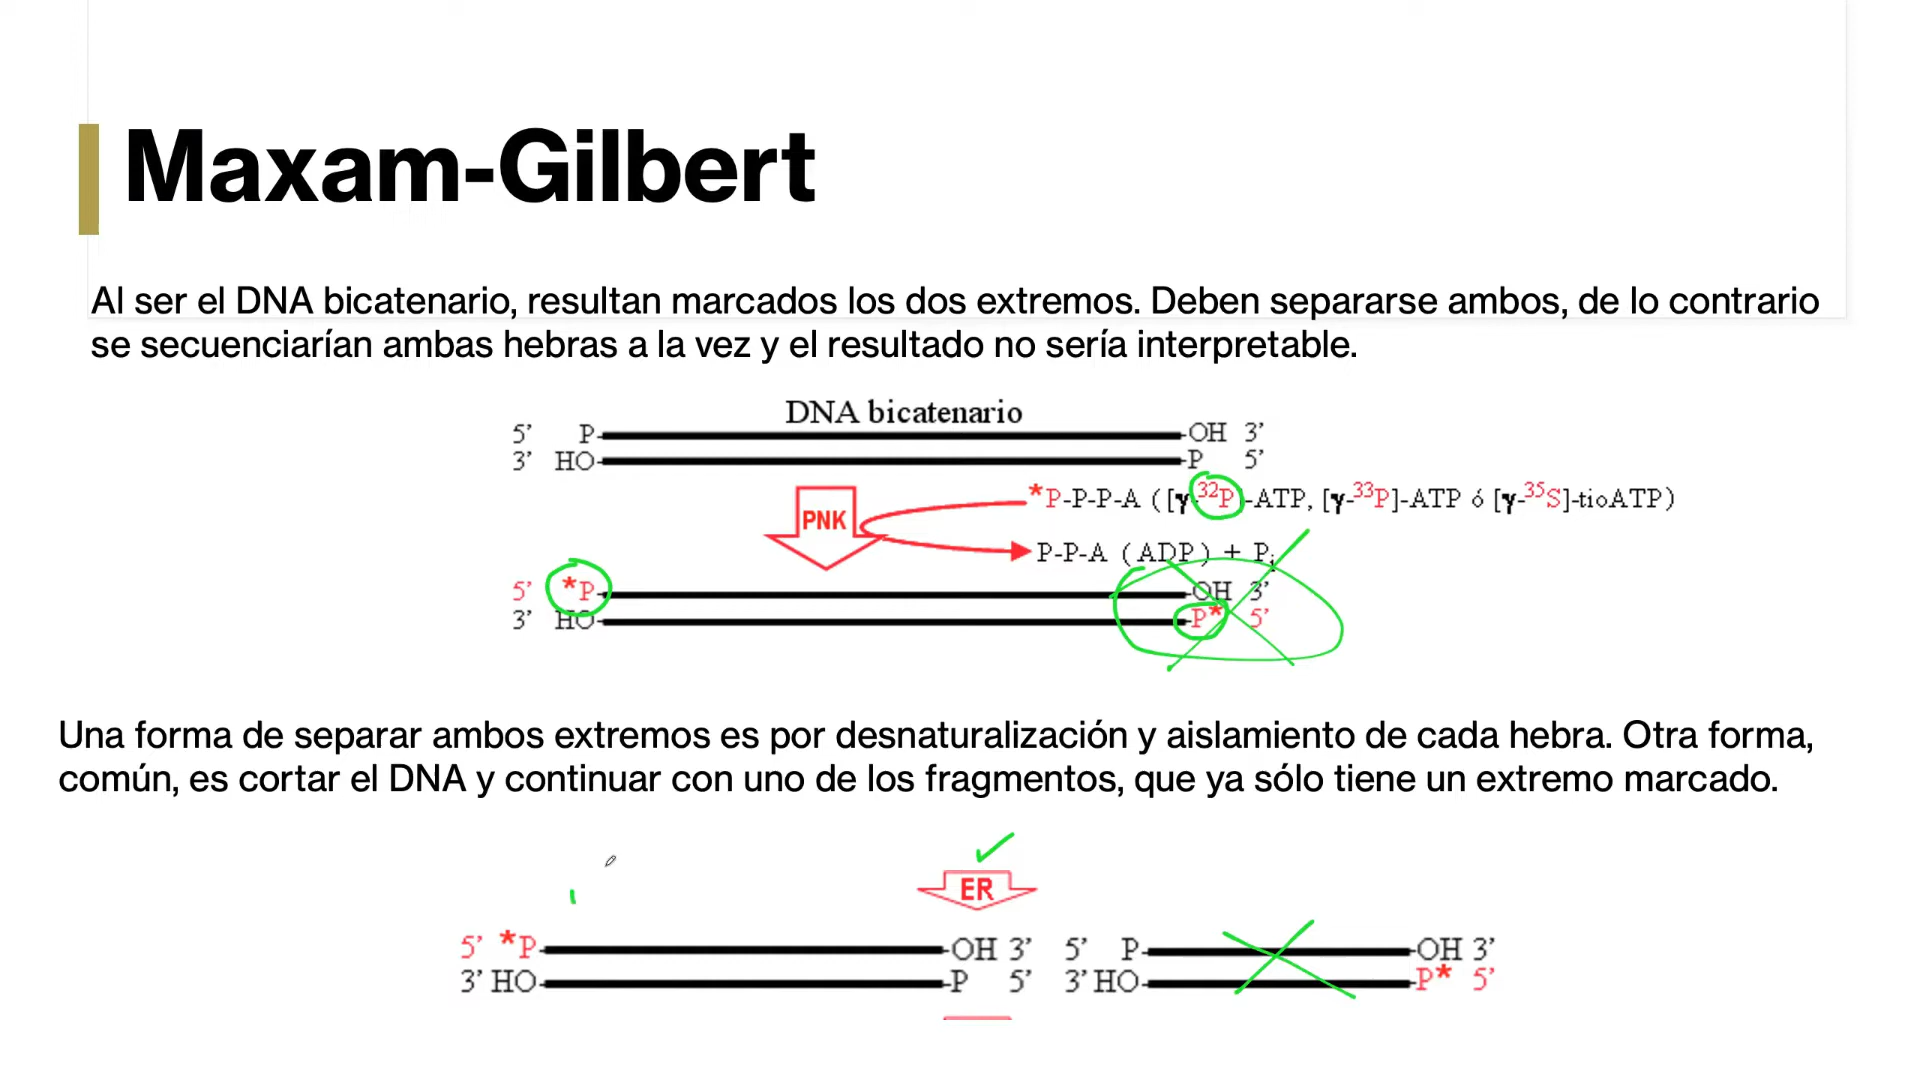 Maxam-Gilbert
Al ser el DNA bicatenario, resultan marcados los dos extremos. Deben separarse ambos, de lo contrario
se secuenciarían ambas hebras a la vez y el resultado no sería interpretable.
DNA bicatenario
5’ P- -OH 3’
3’ HO- -P 5’
*P-P-P-A ([γ-32P]-ATP, [γ-33P]-ATP ó [γ-35S]-tioATP)
PNK
P-P-A (ADP) + Pi
5’ *P- -OH 3’
3’ HO- -P* 5’
Una forma de separar ambos extremos es por desnaturalización y aislamiento de cada hebra. Otra forma,
común, es cortar el DNA y continuar con uno de los fragmentos, que ya sólo tiene un extremo marcado.
ER
5’ *P- -OH 3’ 5’ P- -OH 3’
3’ HO- -P 5’ 3’ HO- -P* 5’